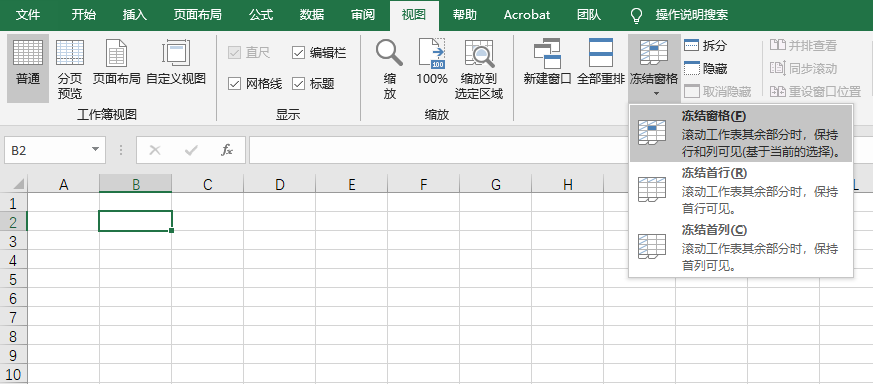 文件 开始 插入 页面布局 公式 数据 审阅 视图 帮助 Acrobat 团队 操作说明搜索
普通
分页
预览
页面布局
自定义视图
工作簿视图
直尺
编辑栏
网格线
标题
显示
缩
放
100
100%
缩放到
选定区域
缩放
新建窗口
全部重排
冻结窗格
拆分
隐藏
取消隐藏
并排查看
同步滚动
重设窗口位置
冻结窗格(F)
滚动工作表其余部分时，保持
行和列可见(基于当前的选择)。
冻结首行(R)
滚动工作表其余部分时，保持
首行可见。
冻结首列(C)
滚动工作表其余部分时，保持
首列可见。
B2
fx
A B C D E F G H L
1
2
3
4
5
6
7
8
9
10